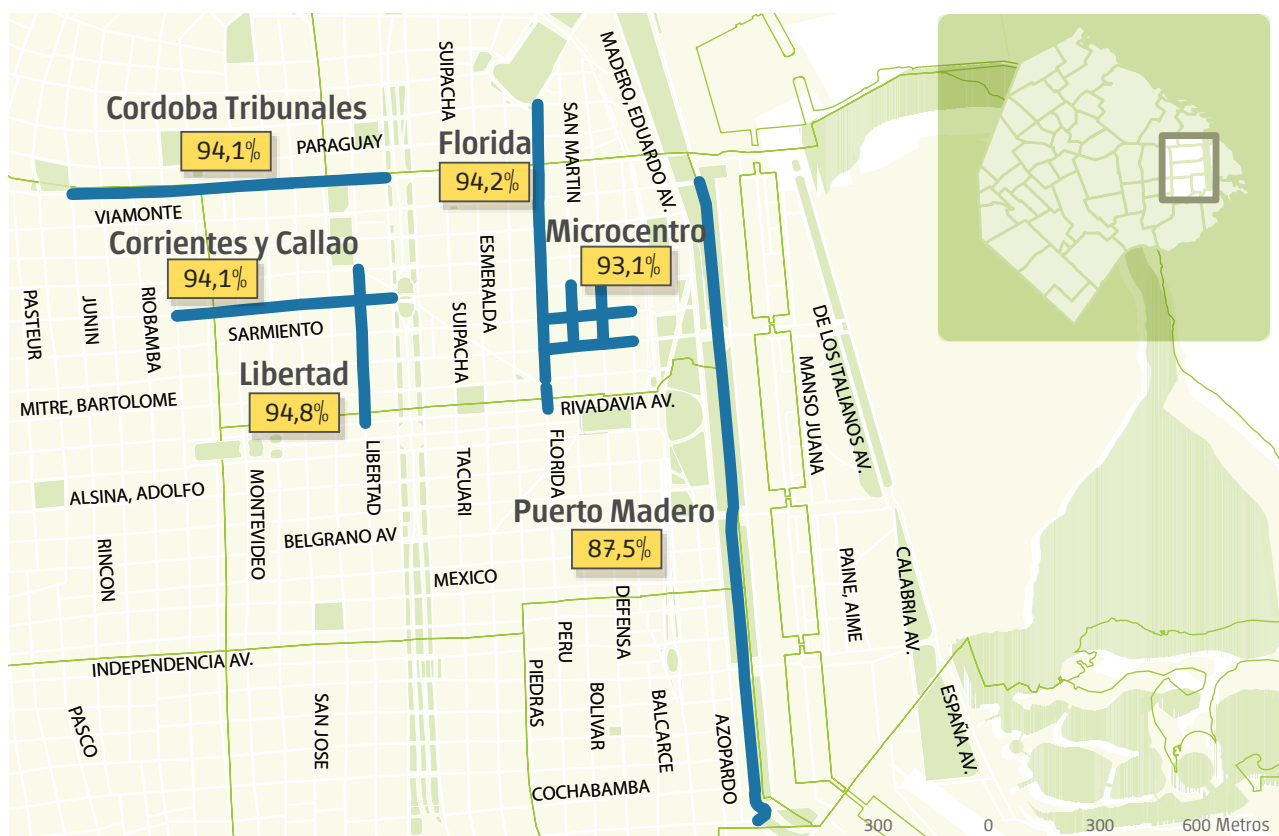 SUIPACHA
MADERO, EDUARDO AV.
Cordoba Tribunales
94,1%
PARAGUAY
Florida
94,2%
SAN MARTIN
VIAMONTE
Corrientes y Callao
94,1%
ESMERALDA
Microcentro
93,1%
PASTEUR
JUNIN
RIOBAMBA
SARMIENTO
SUIPACHA
DE LOS ITALIANOS AV.
MANSO JUANA
Libertad
94,8%
MITRE, BARTOLOME
RIVADAVIA AV.
FLORIDA
LIBERTAD
TACUARI
MONTEVIDEO
ALSINA, ADOLFO
Puerto Madero
87,5%
BELGRANO AV
RINCON
MEXICO
PAINE, AIME
CALABRIA AV.
DEFENSA
PERU
PIEDRAS
INDEPENDENCIA AV.
BOLIVAR
BALCARCE
ESPAÑA AV.
PASCO
SAN JOSE
AZOPARDO
COCHABAMBA
300 0 300 600 Metros